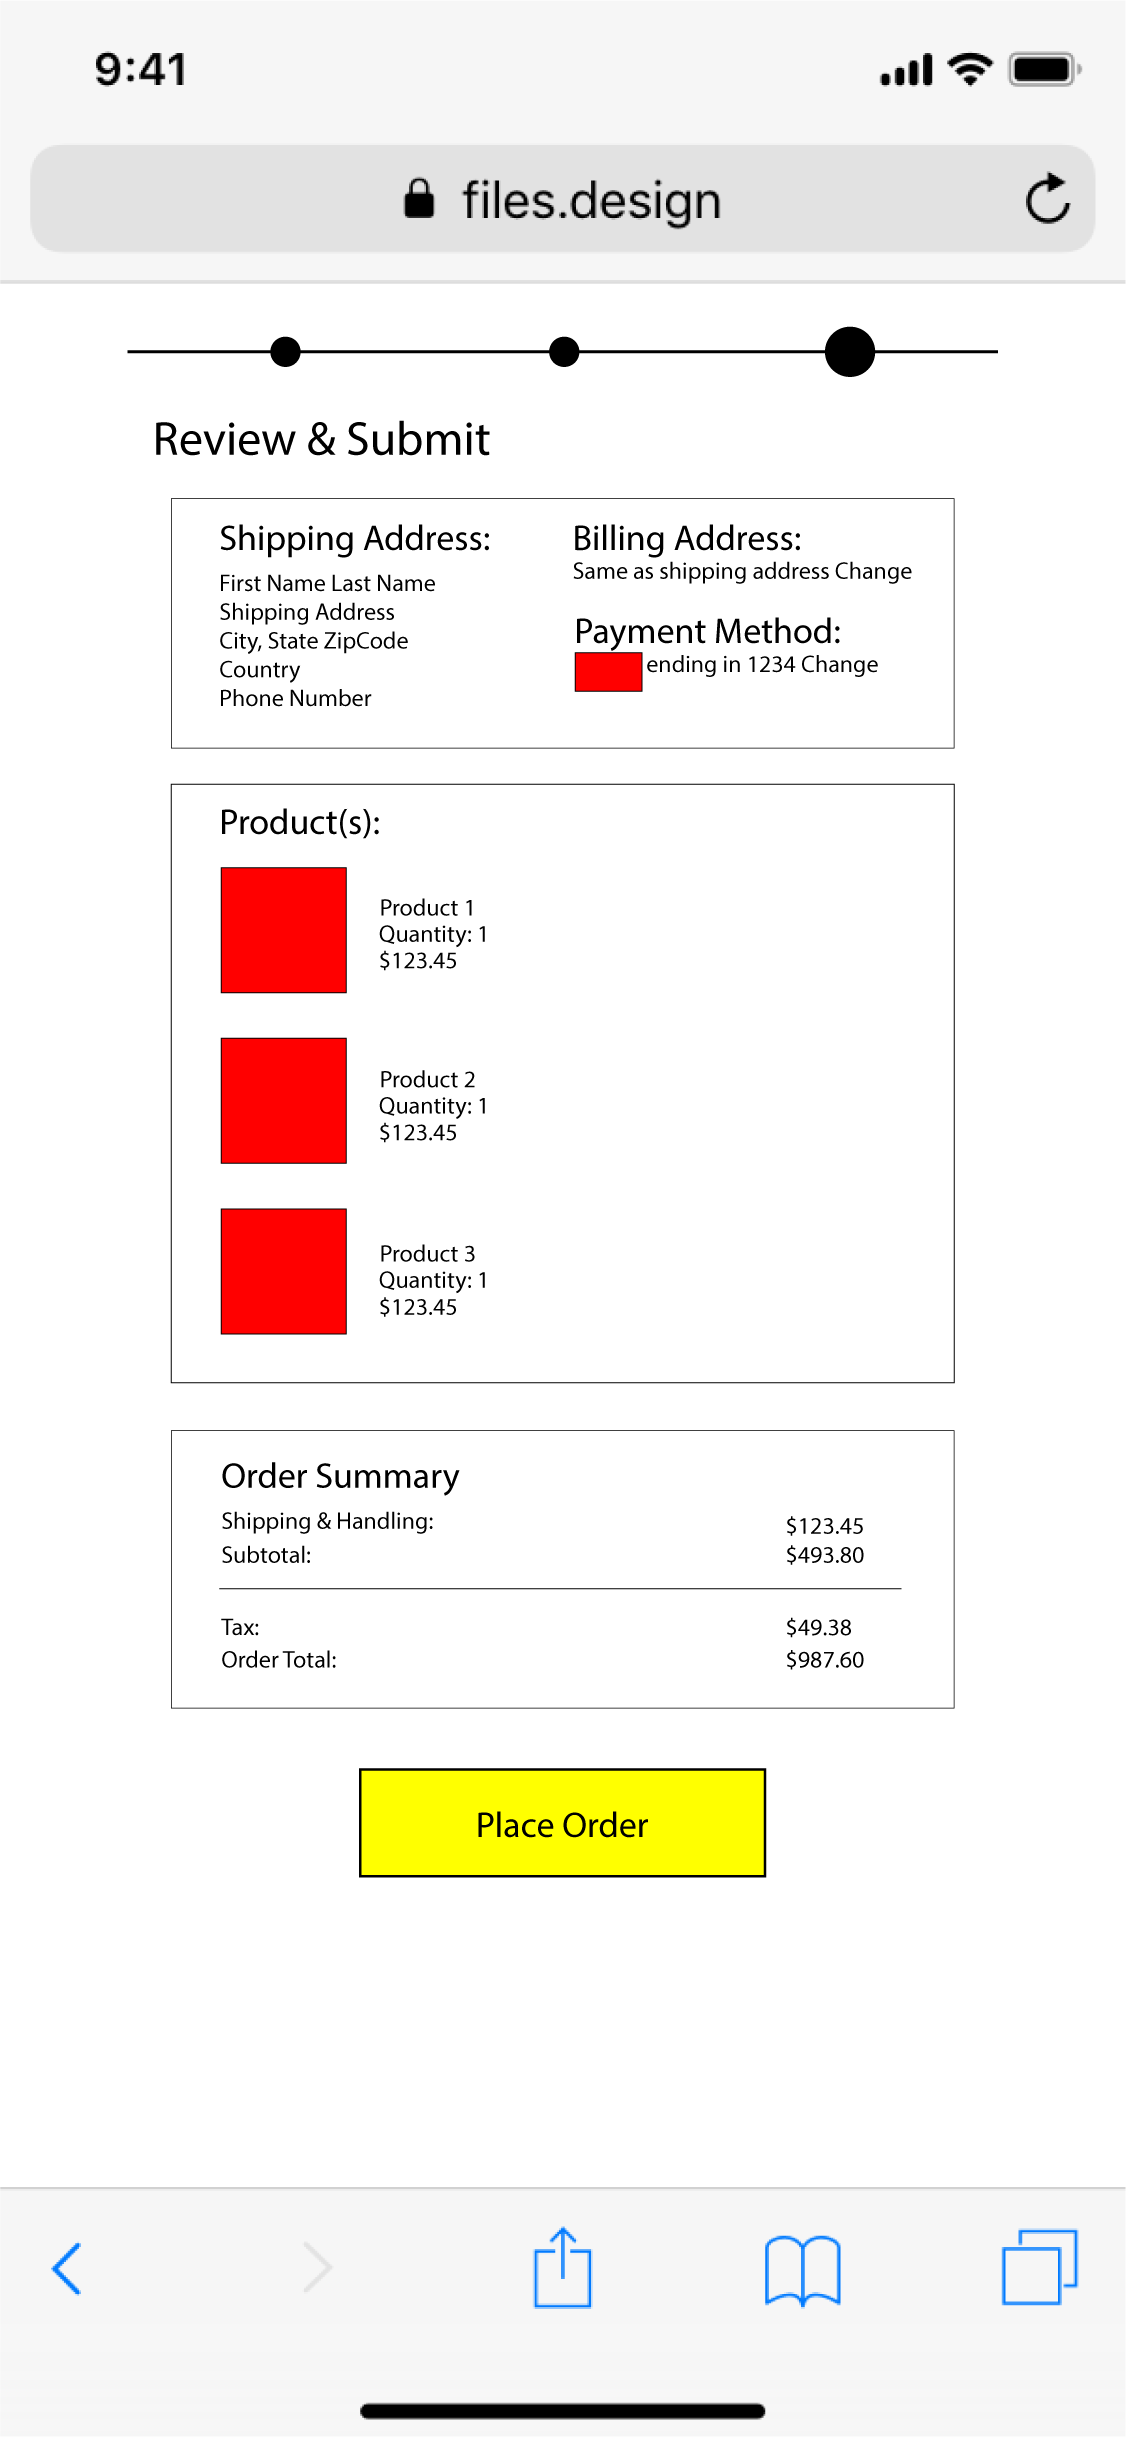 9:41
files.design
Review & Submit
Shipping Address:
First Name Last Name
Shipping Address
City, State ZipCode
Country
Phone Number
Billing Address:
Same as shipping address Change
Payment Method:
ending in 1234 Change
Product(s):
Product 1
Quantity: 1
$123.45
Product 2
Quantity: 1
$123.45
Product 3
Quantity: 1
$123.45
Order Summary
Shipping & Handling: $123.45
Subtotal: $493.80
Tax: $49.38
Order Total: $987.60
Place Order